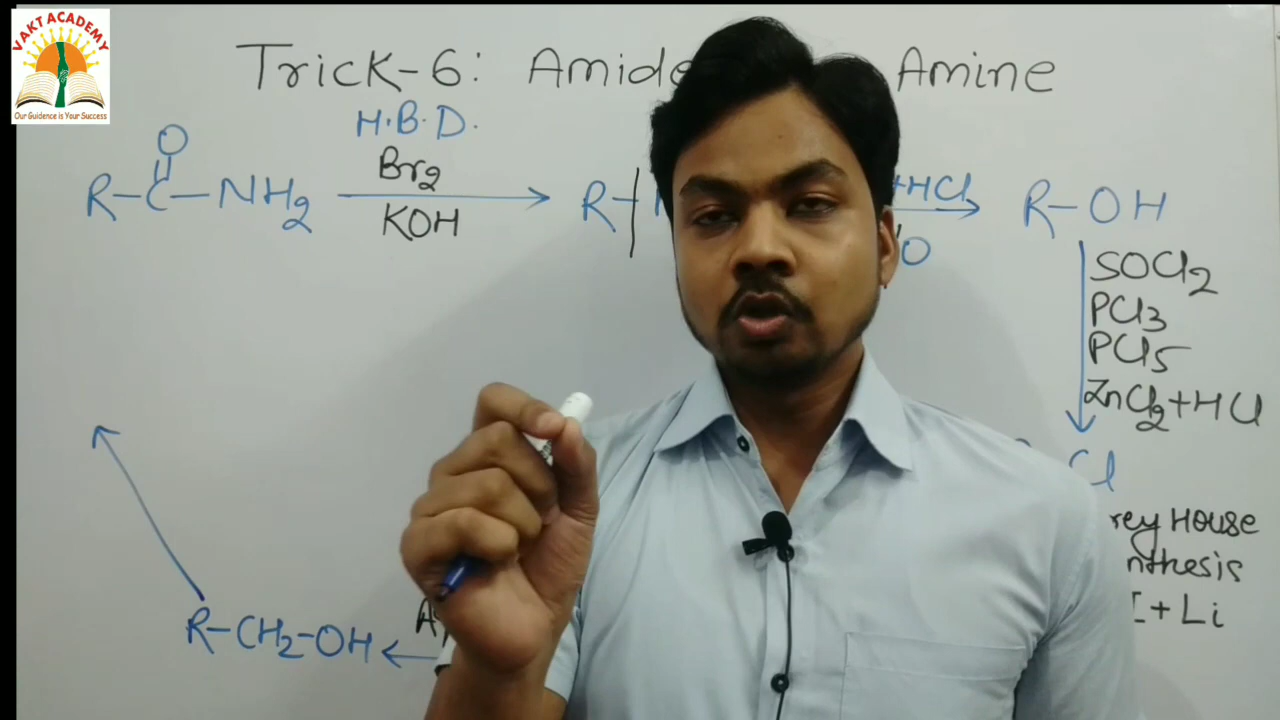 VAKT ACADEMY
Our Guidence is Your Success
Trick-6: Amide Amine
H.B.D.
R-C-NH2
O
Br2
KOH
R-
+HCl
O
R-OH
SOCl2
PCl3
PCl5
ZnCl2+HCl
Cl
rey House
nthesis
I+Li
R-CH2-OH
A